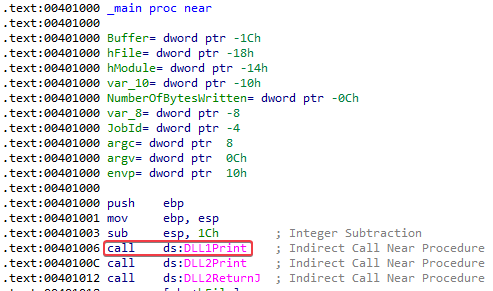 .text:00401000 _main proc near
.text:00401000
.text:00401000 Buffer= dword ptr -1Ch
.text:00401000 hFile= dword ptr -18h
.text:00401000 hModule= dword ptr -14h
.text:00401000 var_10= dword ptr -10h
.text:00401000 NumberOfBytesWritten= dword ptr -0Ch
.text:00401000 var_8= dword ptr -8
.text:00401000 JobId= dword ptr -4
.text:00401000 argc= dword ptr  8
.text:00401000 argv= dword ptr  0Ch
.text:00401000 envp= dword ptr  10h
.text:00401000
.text:00401000 push    ebp
.text:00401001 mov     ebp, esp
.text:00401003 sub     esp, 1Ch        ; Integer Subtraction
.text:00401006 call    ds:DLL1Print    ; Indirect Call Near Procedure
.text:0040100C call    ds:DLL2Print    ; Indirect Call Near Procedure
.text:00401012 call    ds:DLL2ReturnJ  ; Indirect Call Near Procedure